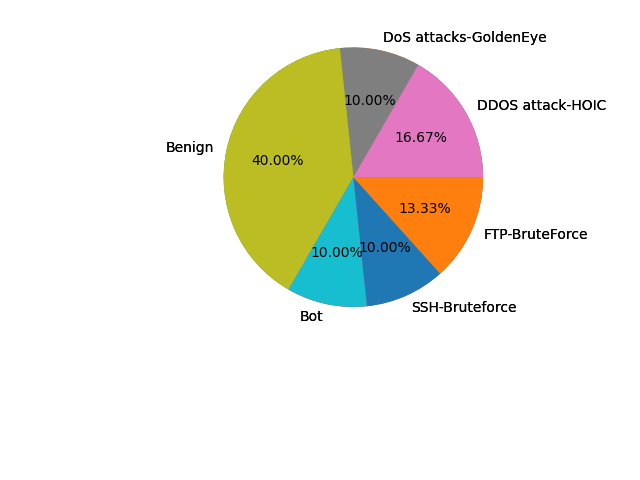 DoS attacks-GoldenEye
10.00%
DDOS attack-HOIC
16.67%
Benign
40.00%
13.33%
FTP-BruteForce
10.00%
10.00%
SSH-Bruteforce
Bot